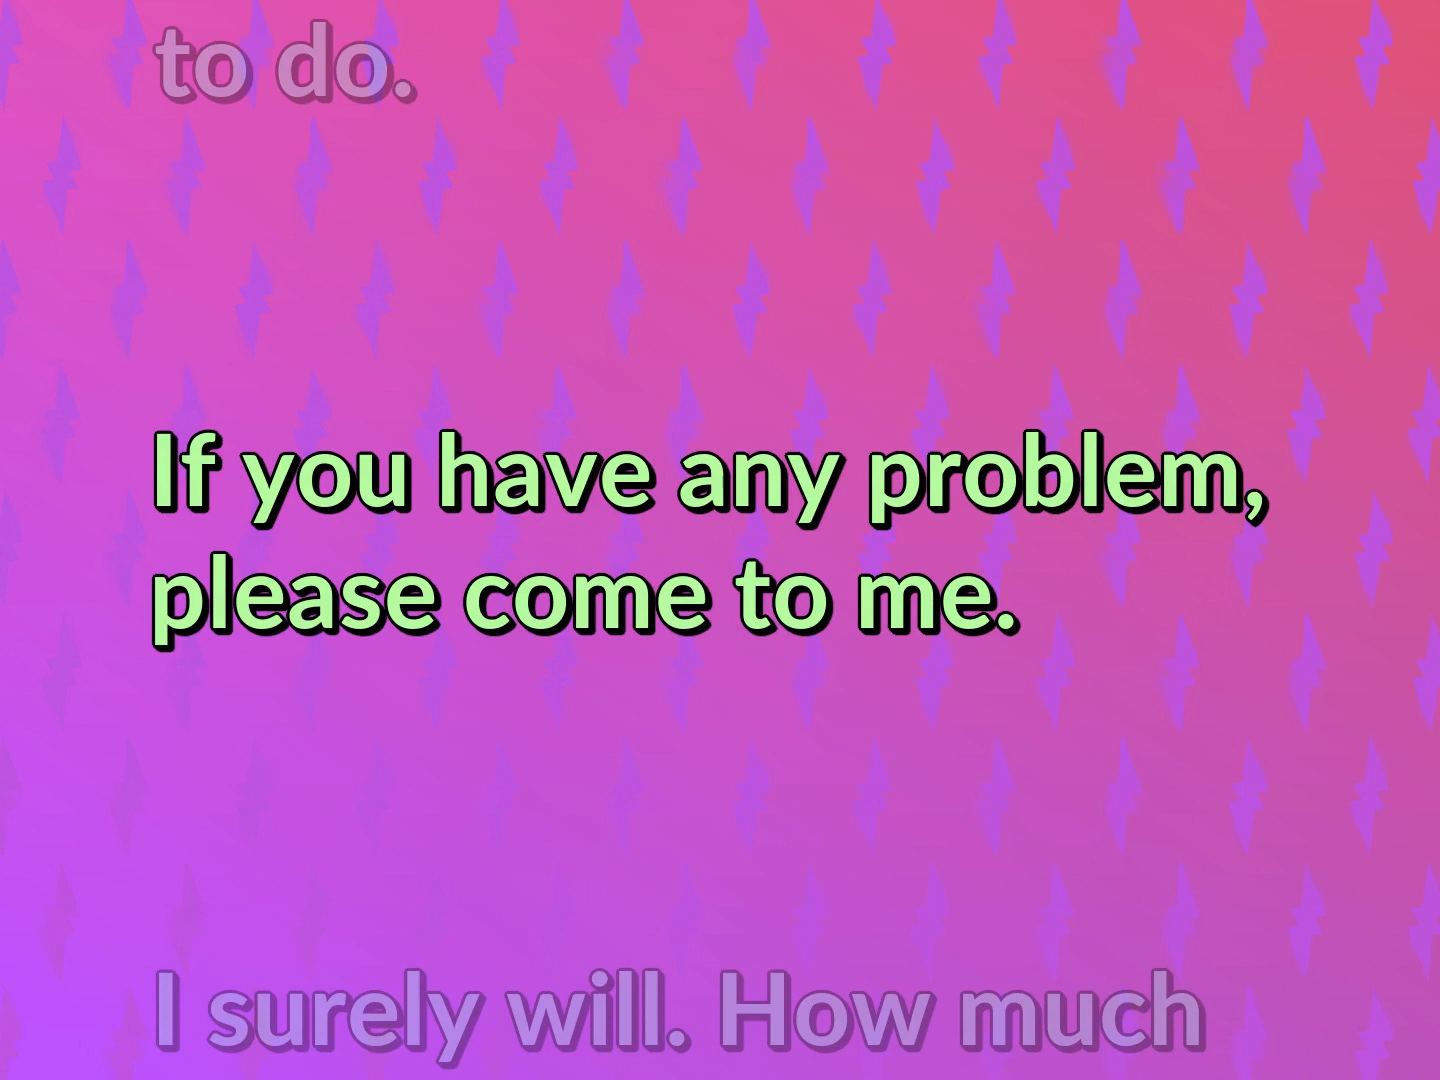 to do.
If you have any problem,
please come to me.
I surely will. How much